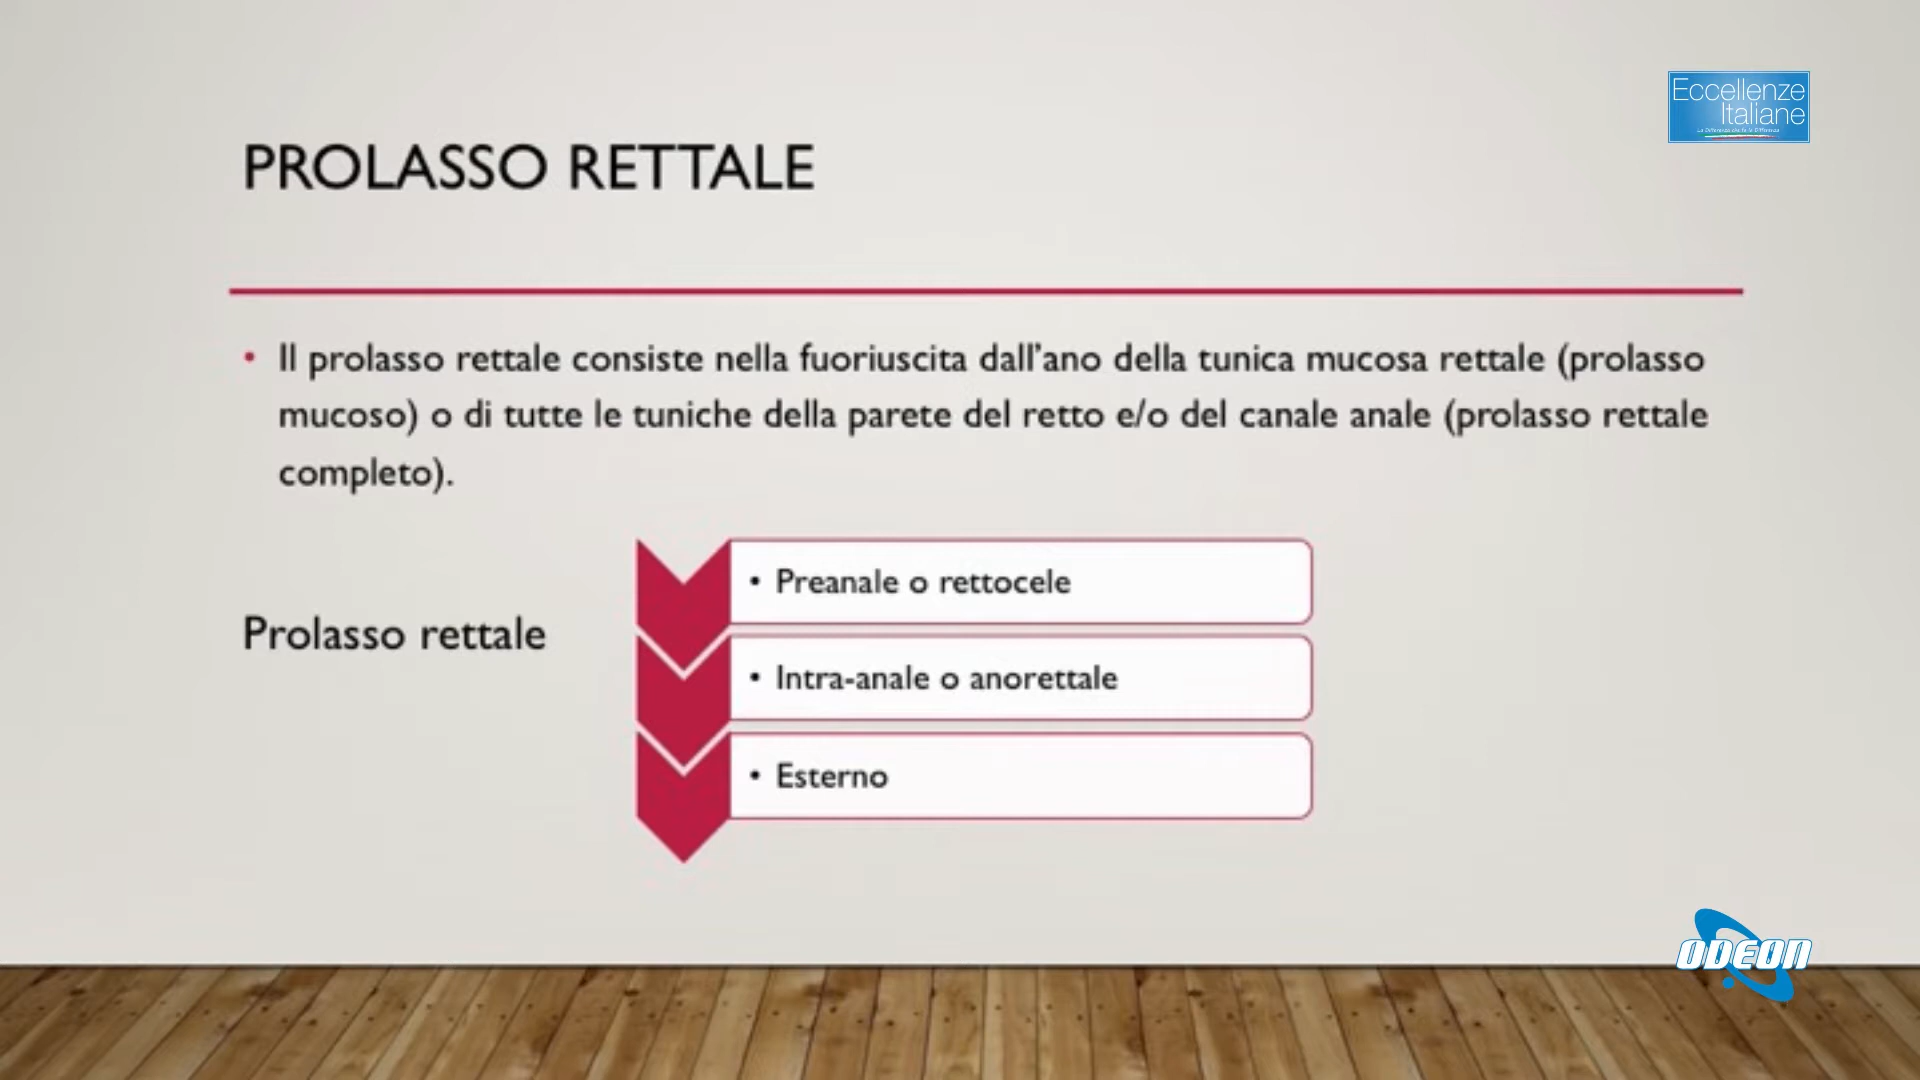 Eccellenze
Italiane
PROLASSO RETTALE
• Il prolasso rettale consiste nella fuoriuscita dall'ano della tunica mucosa rettale (prolasso
mucoso) o di tutte le tuniche della parete del retto e/o del canale anale (prolasso rettale
completo).
Prolasso rettale
• Preanale o rettocele
• Intra-anale o anorettale
• Esterno
ODEON